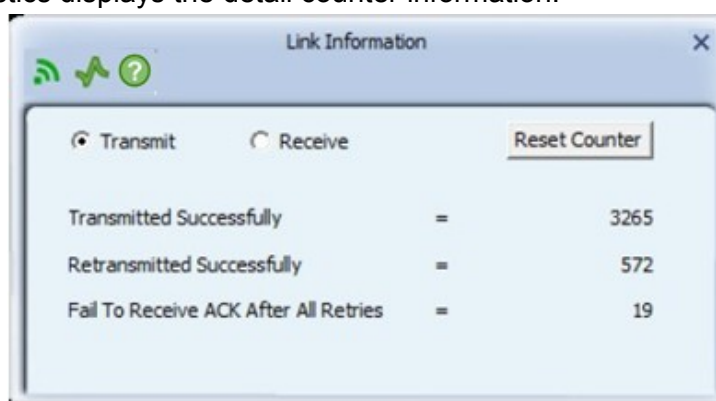 displays the detail counter information.
Link Information
Transmit Receive Reset Counter
Transmitted Successfully = 3265
Retransmitted Successfully = 572
Fail To Receive ACK After All Retries = 19